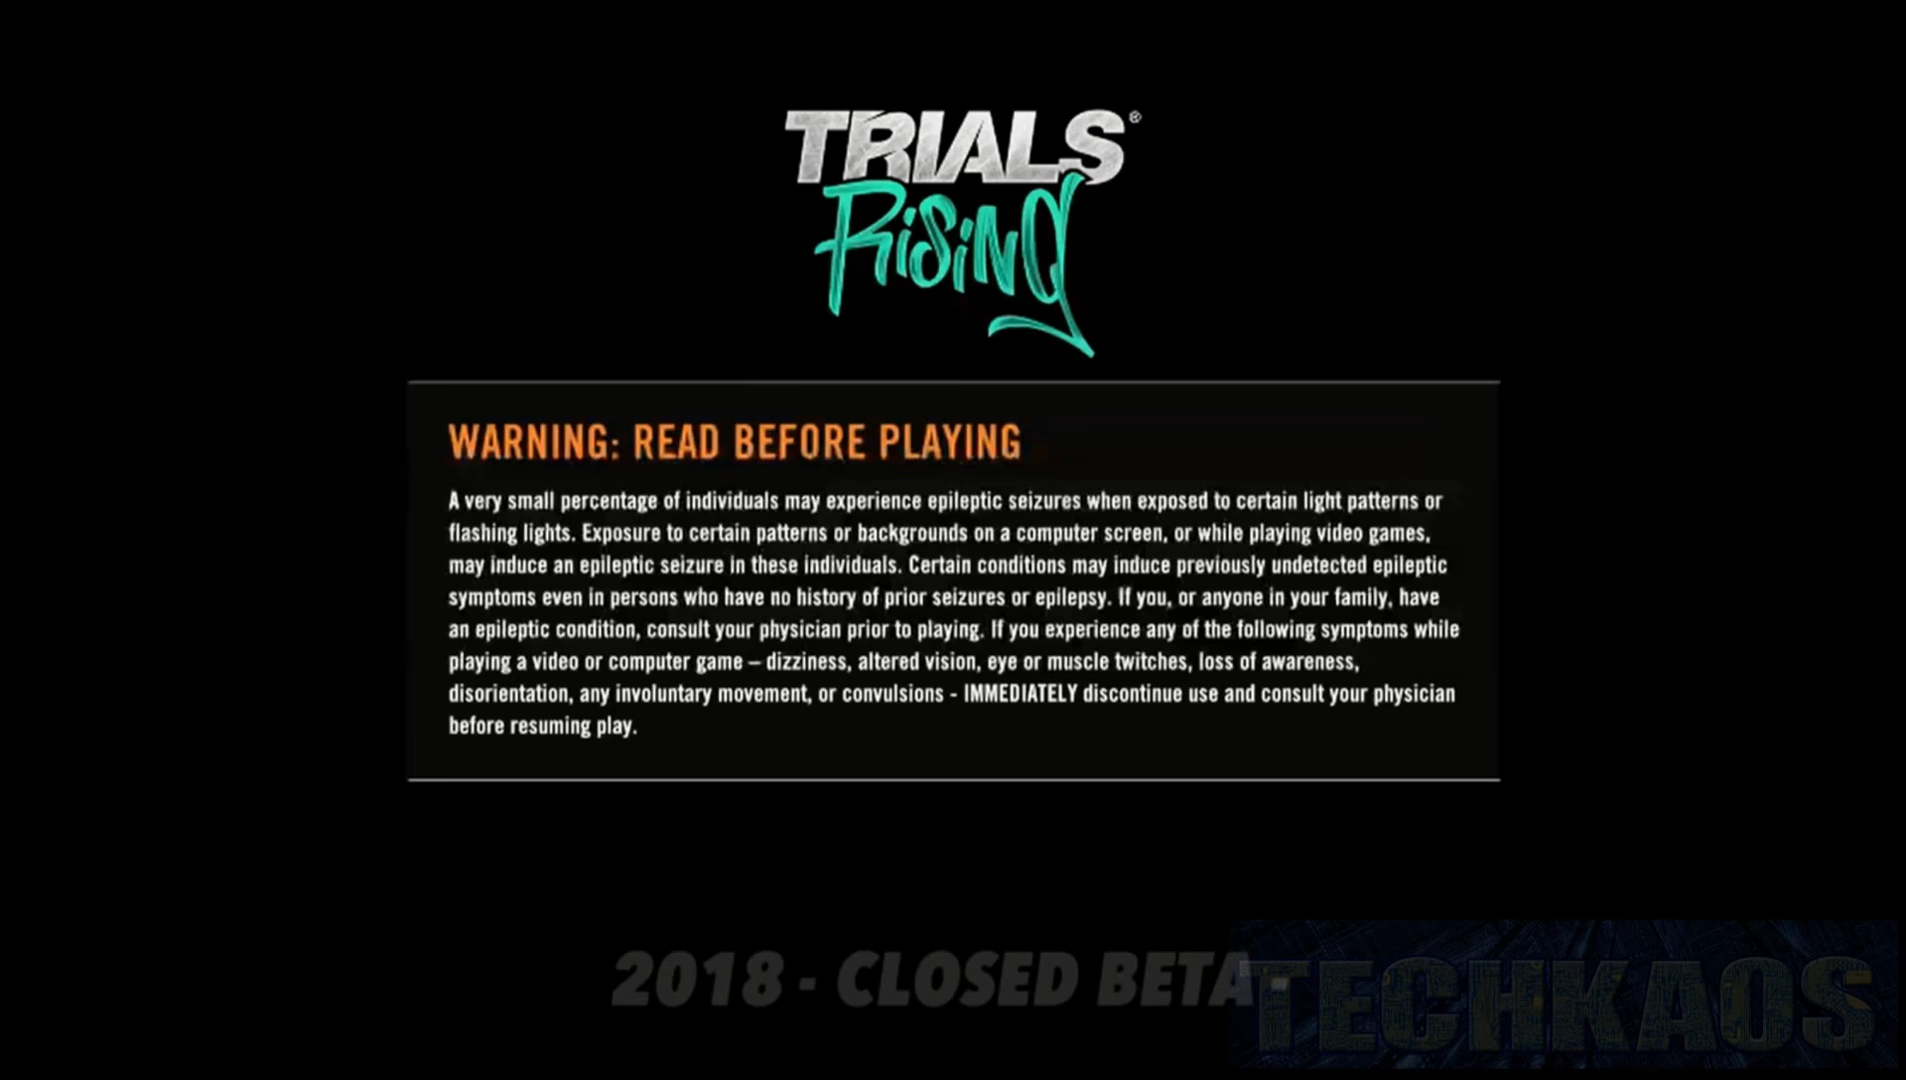 TRIALS®
Rising
WARNING: READ BEFORE PLAYING
A very small percentage of individuals may experience epileptic seizures when exposed to certain light patterns or
flashing lights. Exposure to certain patterns or backgrounds on a computer screen, or while playing video games,
may induce an epileptic seizure in these individuals. Certain conditions may induce previously undetected epileptic
symptoms even in persons who have no history of prior seizures or epilepsy. If you, or anyone in your family, have
an epileptic condition, consult your physician prior to playing. If you experience any of the following symptoms while
playing a video or computer game – dizziness, altered vision, eye or muscle twitches, loss of awareness,
disorientation, any involuntary movement, or convulsions - IMMEDIATELY discontinue use and consult your physician
before resuming play.
2018 - CLOSED BETA -
TECHKAOS